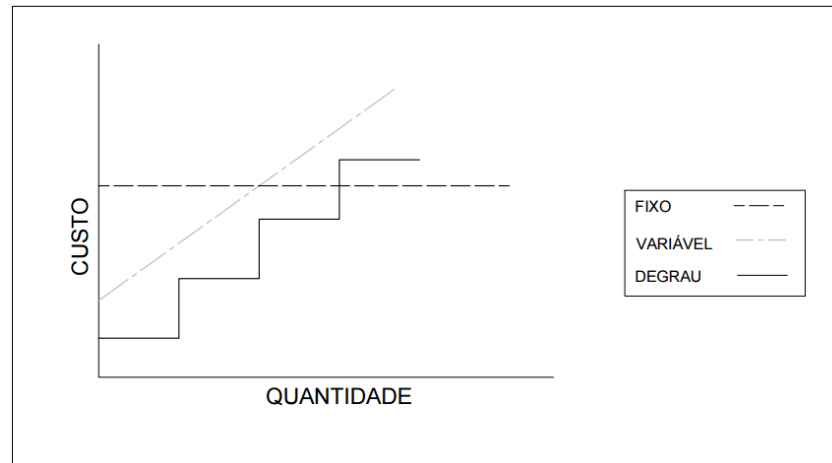 CUSTO
QUANTIDADE
FIXO
VARIÁVEL
DEGRAU